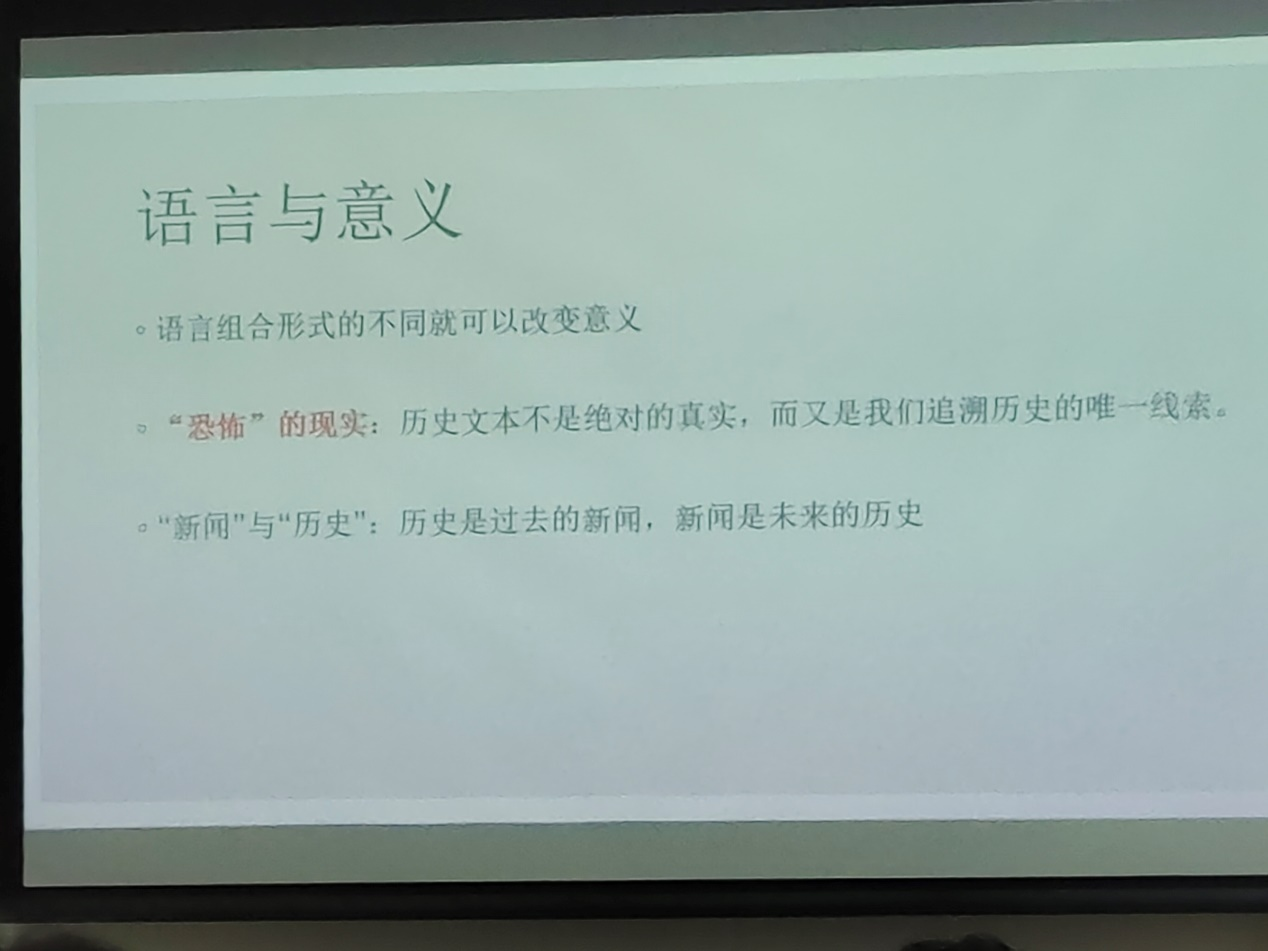 语言与意义
◦ 语言组合形式的不同就可以改变意义
◦ “恐怖”的现实：历史文本不是绝对的真实，而又是我们追溯历史的唯一线索。
◦ "新闻"与"历史"：历史是过去的新闻，新闻是未来的历史